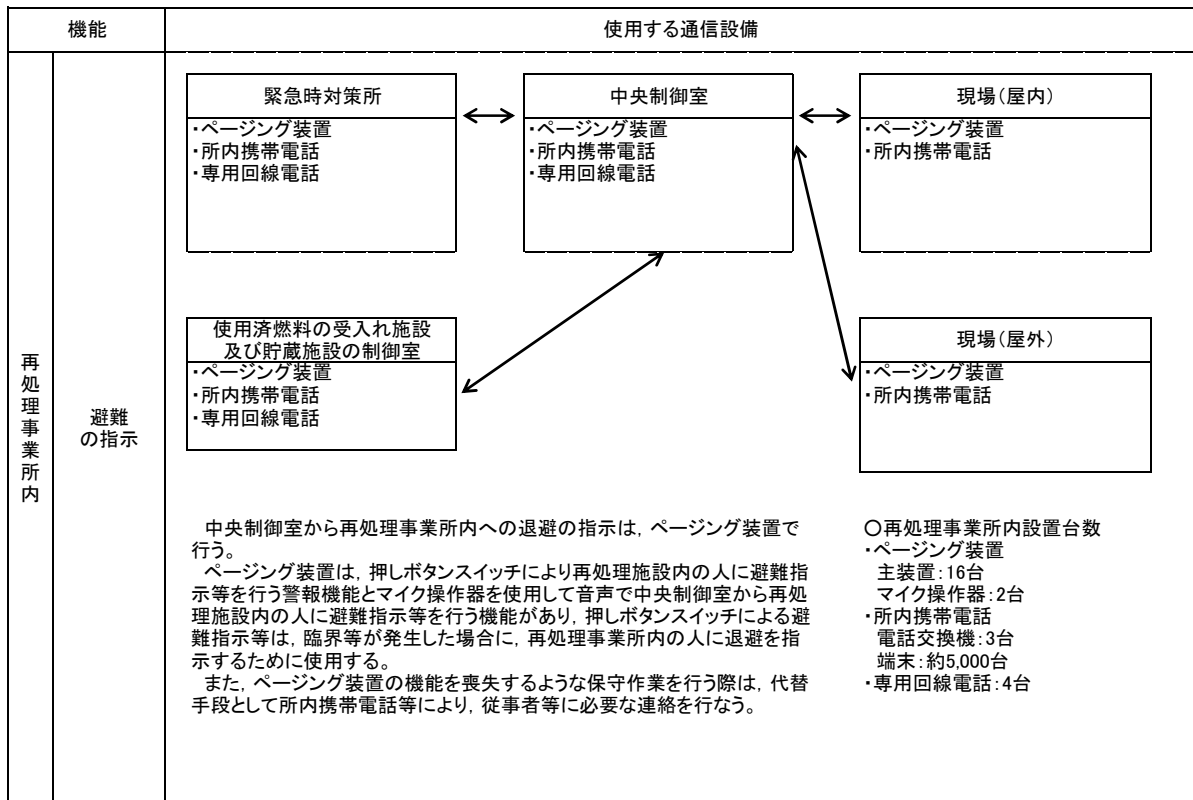 機能
使用する通信設備
再処理事業所内
避難
の指示
緊急時対策所
・ページング装置
・所内携帯電話
・専用回線電話
中央制御室
・ページング装置
・所内携帯電話
・専用回線電話
現場(屋内)
・ページング装置
・所内携帯電話
使用済燃料の受入れ施設
及び貯蔵施設の制御室
・ページング装置
・所内携帯電話
・専用回線電話
現場(屋外)
・ページング装置
・所内携帯電話
中央制御室から再処理事業所内への退避の指示は，ページング装置で
行う。
ページング装置は，押しボタンスイッチにより再処理施設内の人に避難指
示等を行う警報機能とマイク操作器を使用して音声で中央制御室から再処
理施設内の人に避難指示等を行う機能があり，押しボタンスイッチによる避
難指示等は，臨界等が発生した場合に，再処理事業所内の人に退避を指
示するために使用する。
また，ページング装置の機能を喪失するような保守作業を行う際は，代替
手段として所内携帯電話等により，従事者等に必要な連絡を行なう。
○再処理事業所内設置台数
・ページング装置
主装置：16台
マイク操作器：2台
・所内携帯電話
電話交換機：3台
端末：約5,000台
・専用回線電話：4台